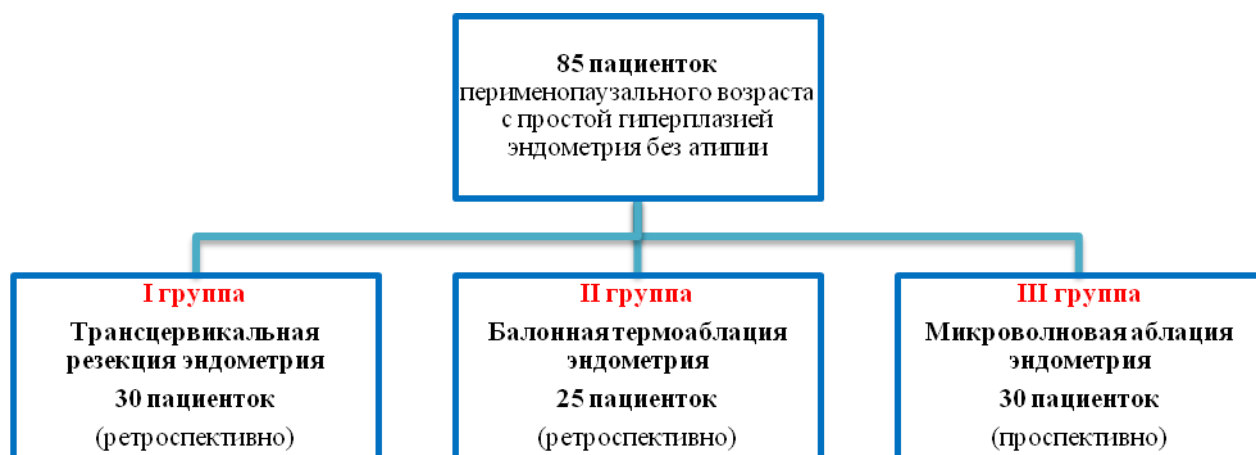 85 пациенток
перименопаузального возраста
с простой гиперплазией
эндометрия без атипии
I группа
Трансцервикальная
резекция эндометрия
30 пациенток
(ретроспективно)
II группа
Балонная термоаблация
эндометрия
25 пациенток
(ретроспективно)
III группа
Микроволновая аблация
эндометрия
30 пациенток
(проспективно)